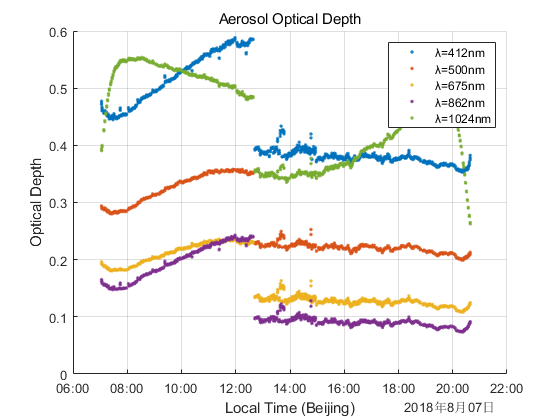 Aerosol Optical Depth
0.6
0.5
0.4
0.3
0.2
0.1
0
Optical Depth
λ=412nm
λ=500nm
λ=675nm
λ=862nm
λ=1024nm
06:00 08:00 10:00 12:00 14:00 16:00 18:00 20:00 22:00
Local Time (Beijing)
2018年8月07日